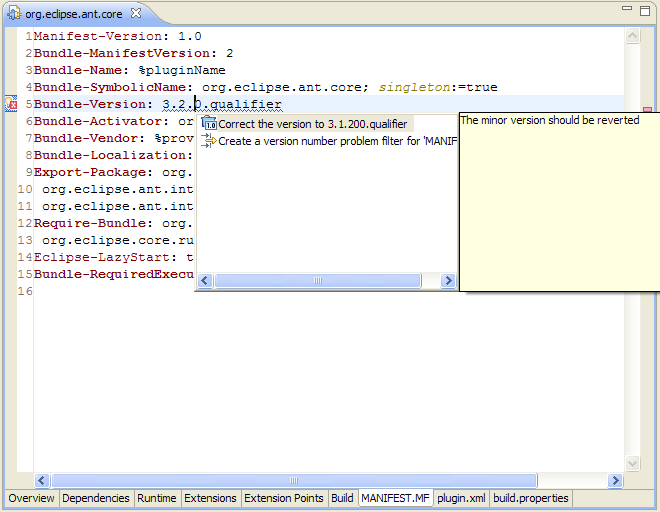 org.eclipse.ant.core
1 Manifest-Version: 1.0
2 Bundle-ManifestVersion: 2
3 Bundle-Name: %pluginName
4 Bundle-SymbolicName: org.eclipse.ant.core; singleton:=true
5 Bundle-Version: 3.2.0.qualifier
6 Bundle-Activator: or
7 Bundle-Vendor: %prov
8 Bundle-Localization:
9 Export-Package: org.
10 org.eclipse.ant.int
11 org.eclipse.ant.int
12 Require-Bundle: org.
13 org.eclipse.core.ru
14 Eclipse-LazyStart: t
15 Bundle-RequiredExecu
16
Correct the version to 3.1.200.qualifier
Create a version number problem filter for 'MANIF
The minor version should be reverted
Overview Dependencies Runtime Extensions Extension Points Build MANIFEST.MF plugin.xml build.properties